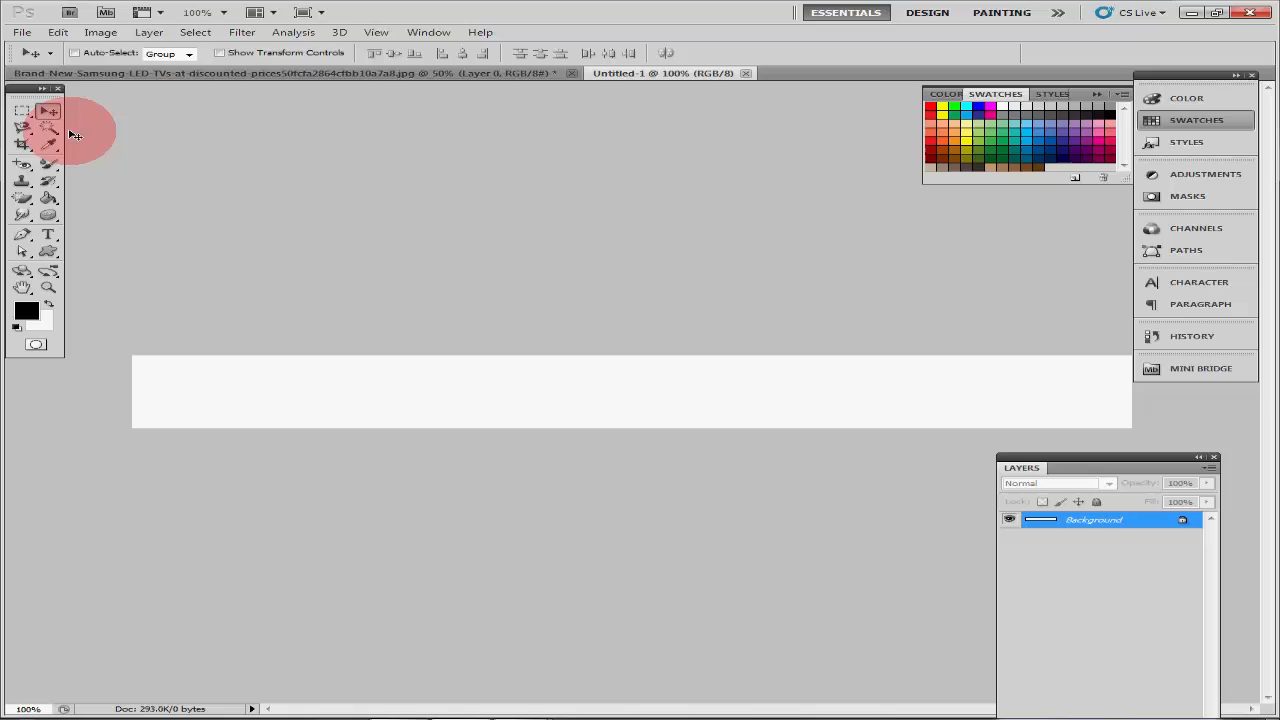 Ps Br Mb 100% ESSENTIALS DESIGN PAINTING CS Live
File Edit Image Layer Select Filter Analysis 3D View Window Help
Auto-Select: Group Show Transform Controls
Brand-New-Samsung-LED-TVs-at-discounted-prices50fcfa2864cfbb10a7a8.jpg @ 50% (Layer 0, RGB/8#) * Untitled-1 @ 100% (RGB/8)
COLOR SWATCHES STYLES
COLOR
SWATCHES
STYLES
ADJUSTMENTS
MASKS
CHANNELS
PATHS
CHARACTER
PARAGRAPH
HISTORY
Mb MINI BRIDGE
LAYERS
Normal Opacity: 100%
Lock: Fill: 100%
Background
100% Doc: 293.0K/0 bytes